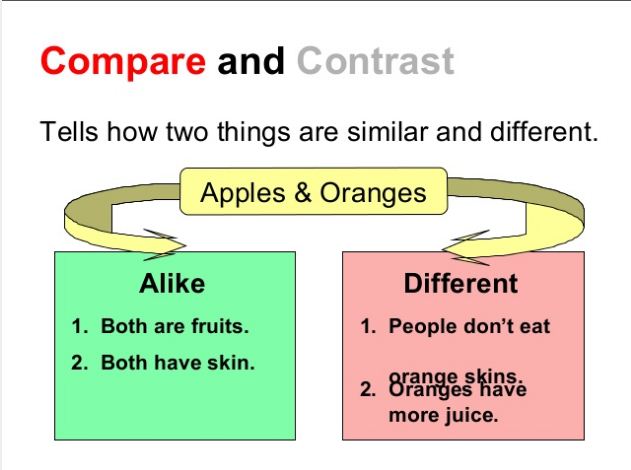 Compare and Contrast
Tells how two things are similar and different.
Apples & Oranges
Alike
1. Both are fruits.
2. Both have skin.
Different
1. People don’t eat
orange skins.
2. Oranges have
more juice.